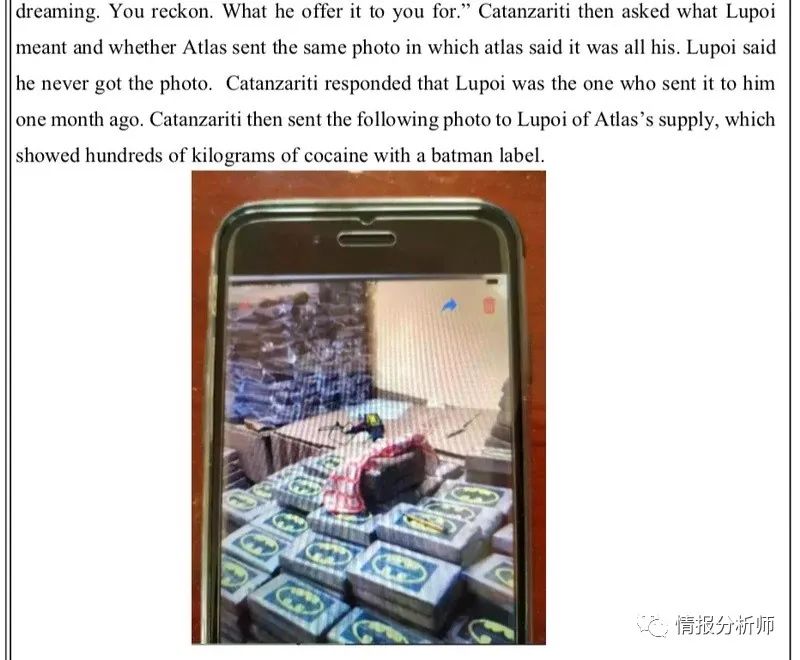 dreaming. You reckon. What he offer it to you for.” Catanzariti then asked what Lupoi
meant and whether Atlas sent the same photo in which atlas said it was all his. Lupoi said
he never got the photo.  Catanzariti responded that Lupoi was the one who sent it to him
one month ago. Catanzariti then sent the following photo to Lupoi of Atlas’s supply, which
showed hundreds of kilograms of cocaine with a batman label.
情报分析师